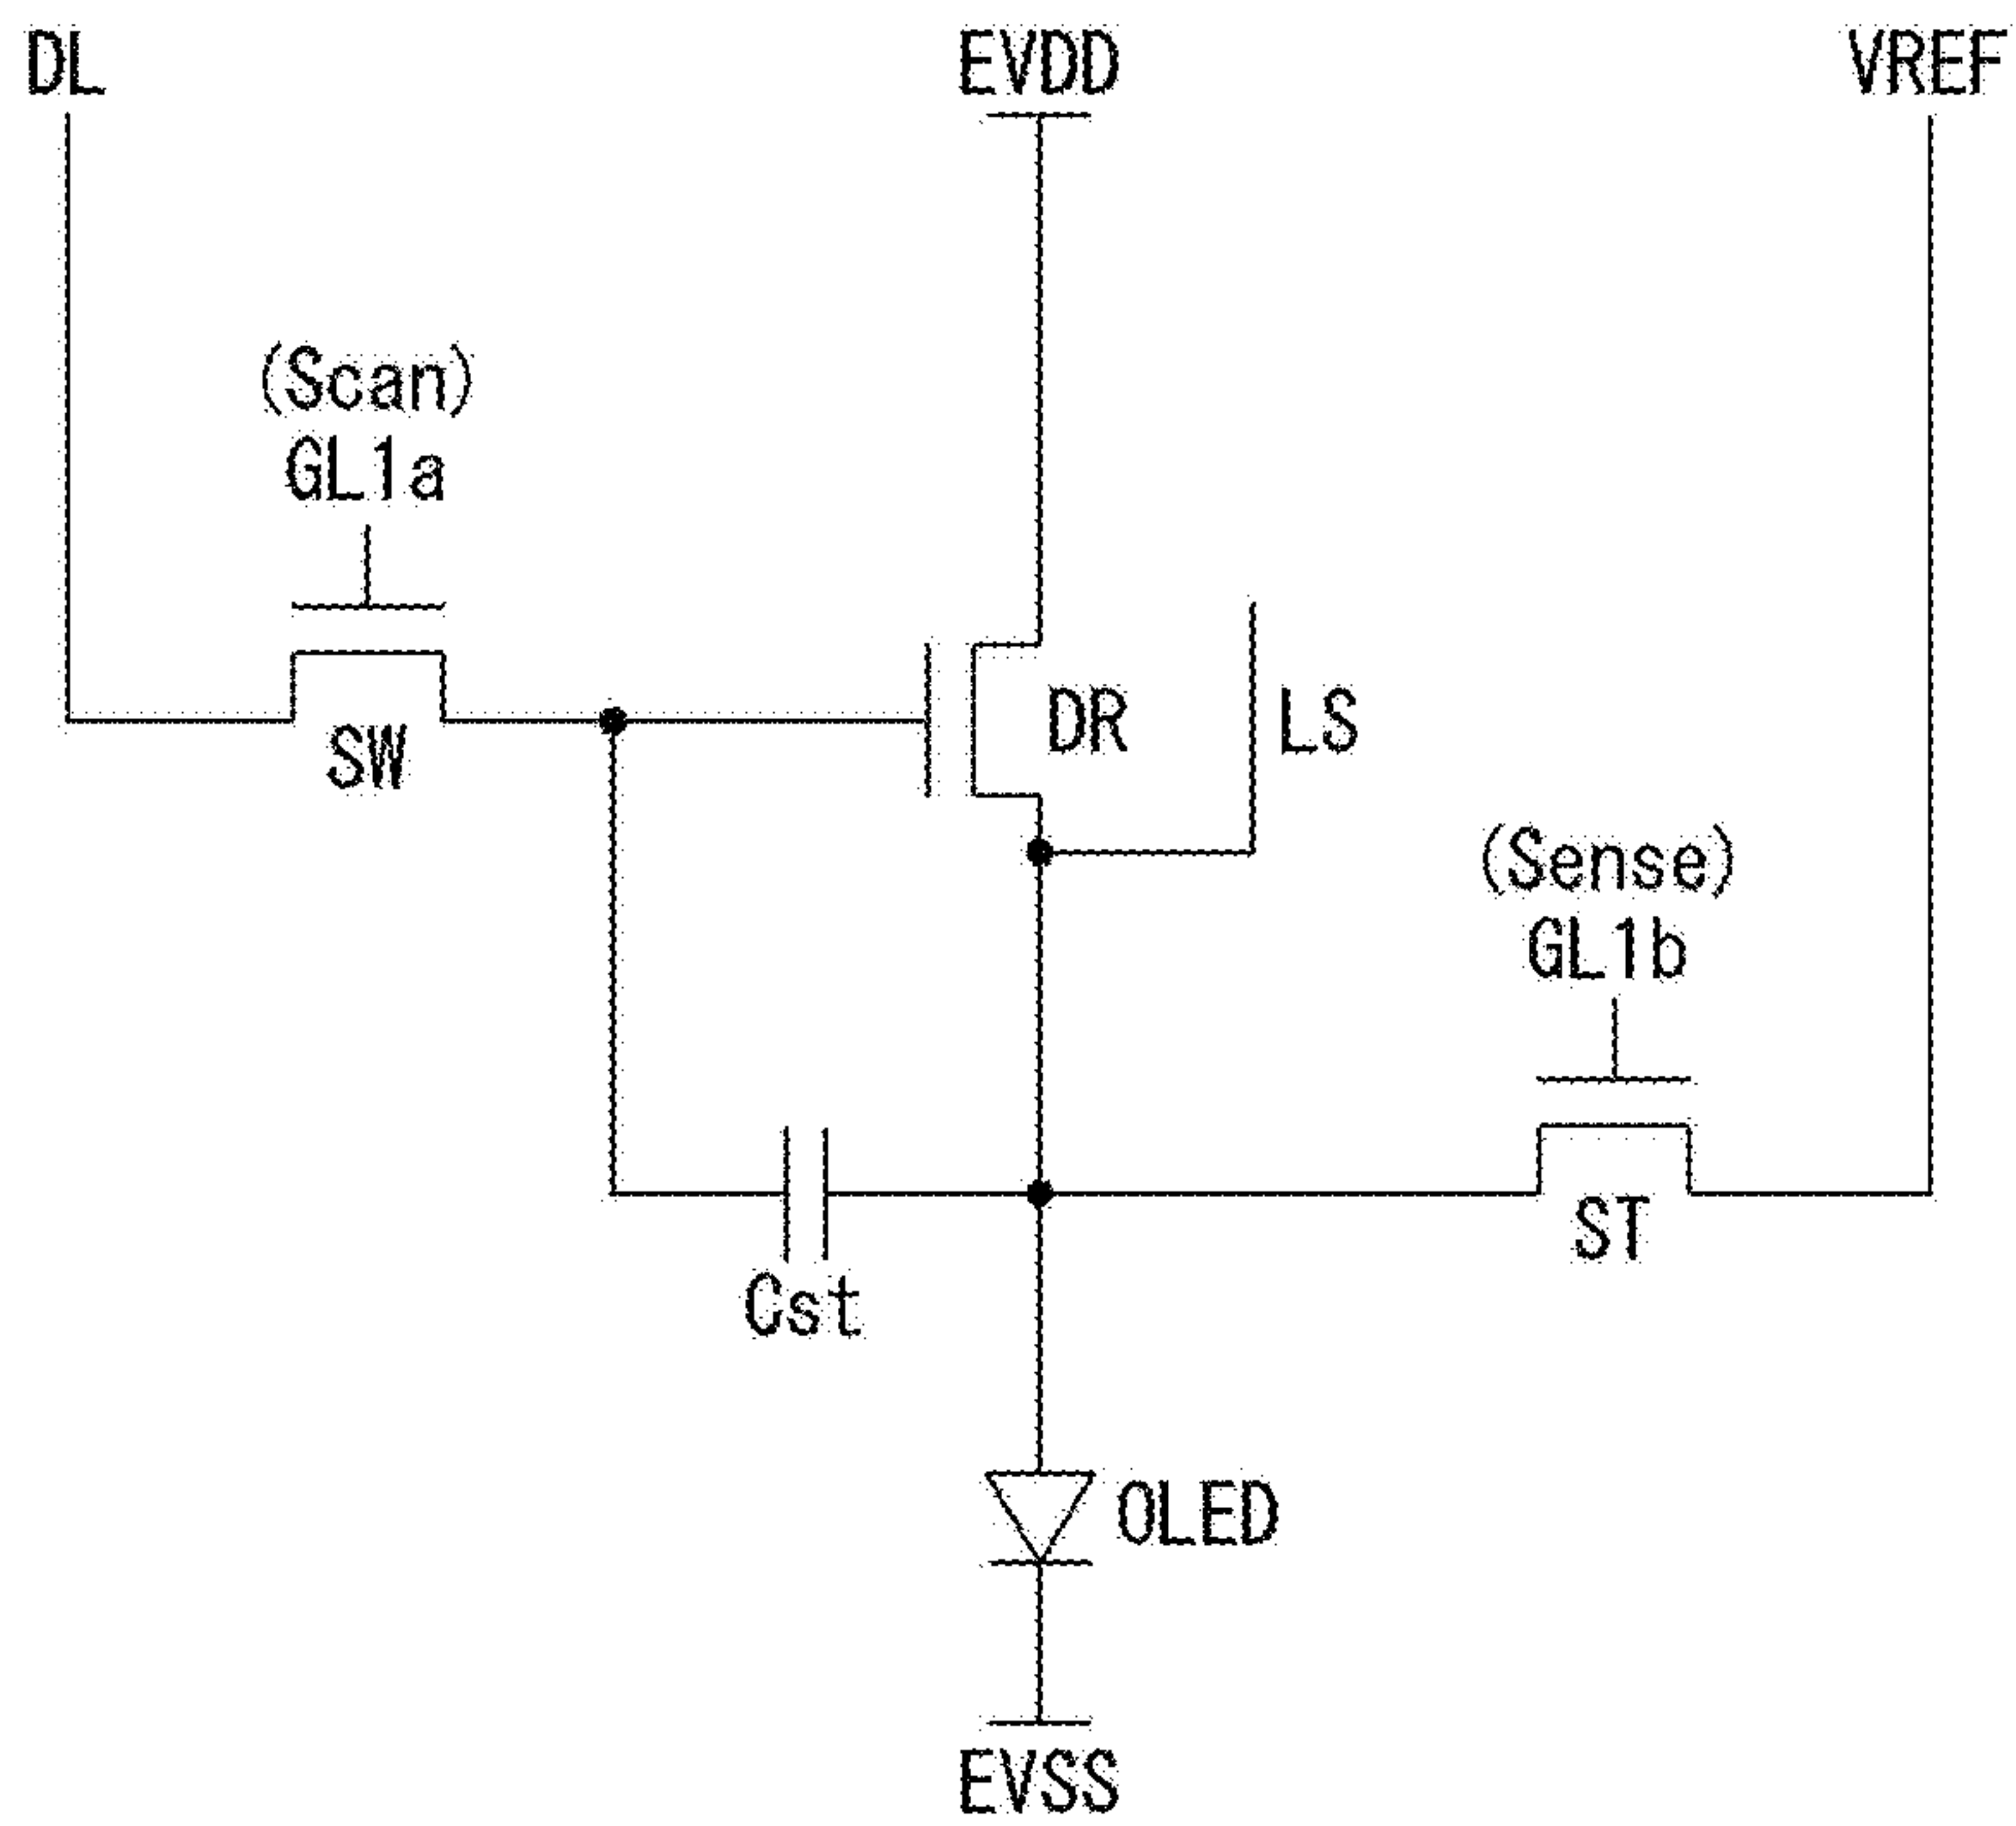 DL
EVDD
VREF
(Scan)
GL1a
SW
DR
LS
(Sense)
GL1b
ST
Cst
OLED
EVSS